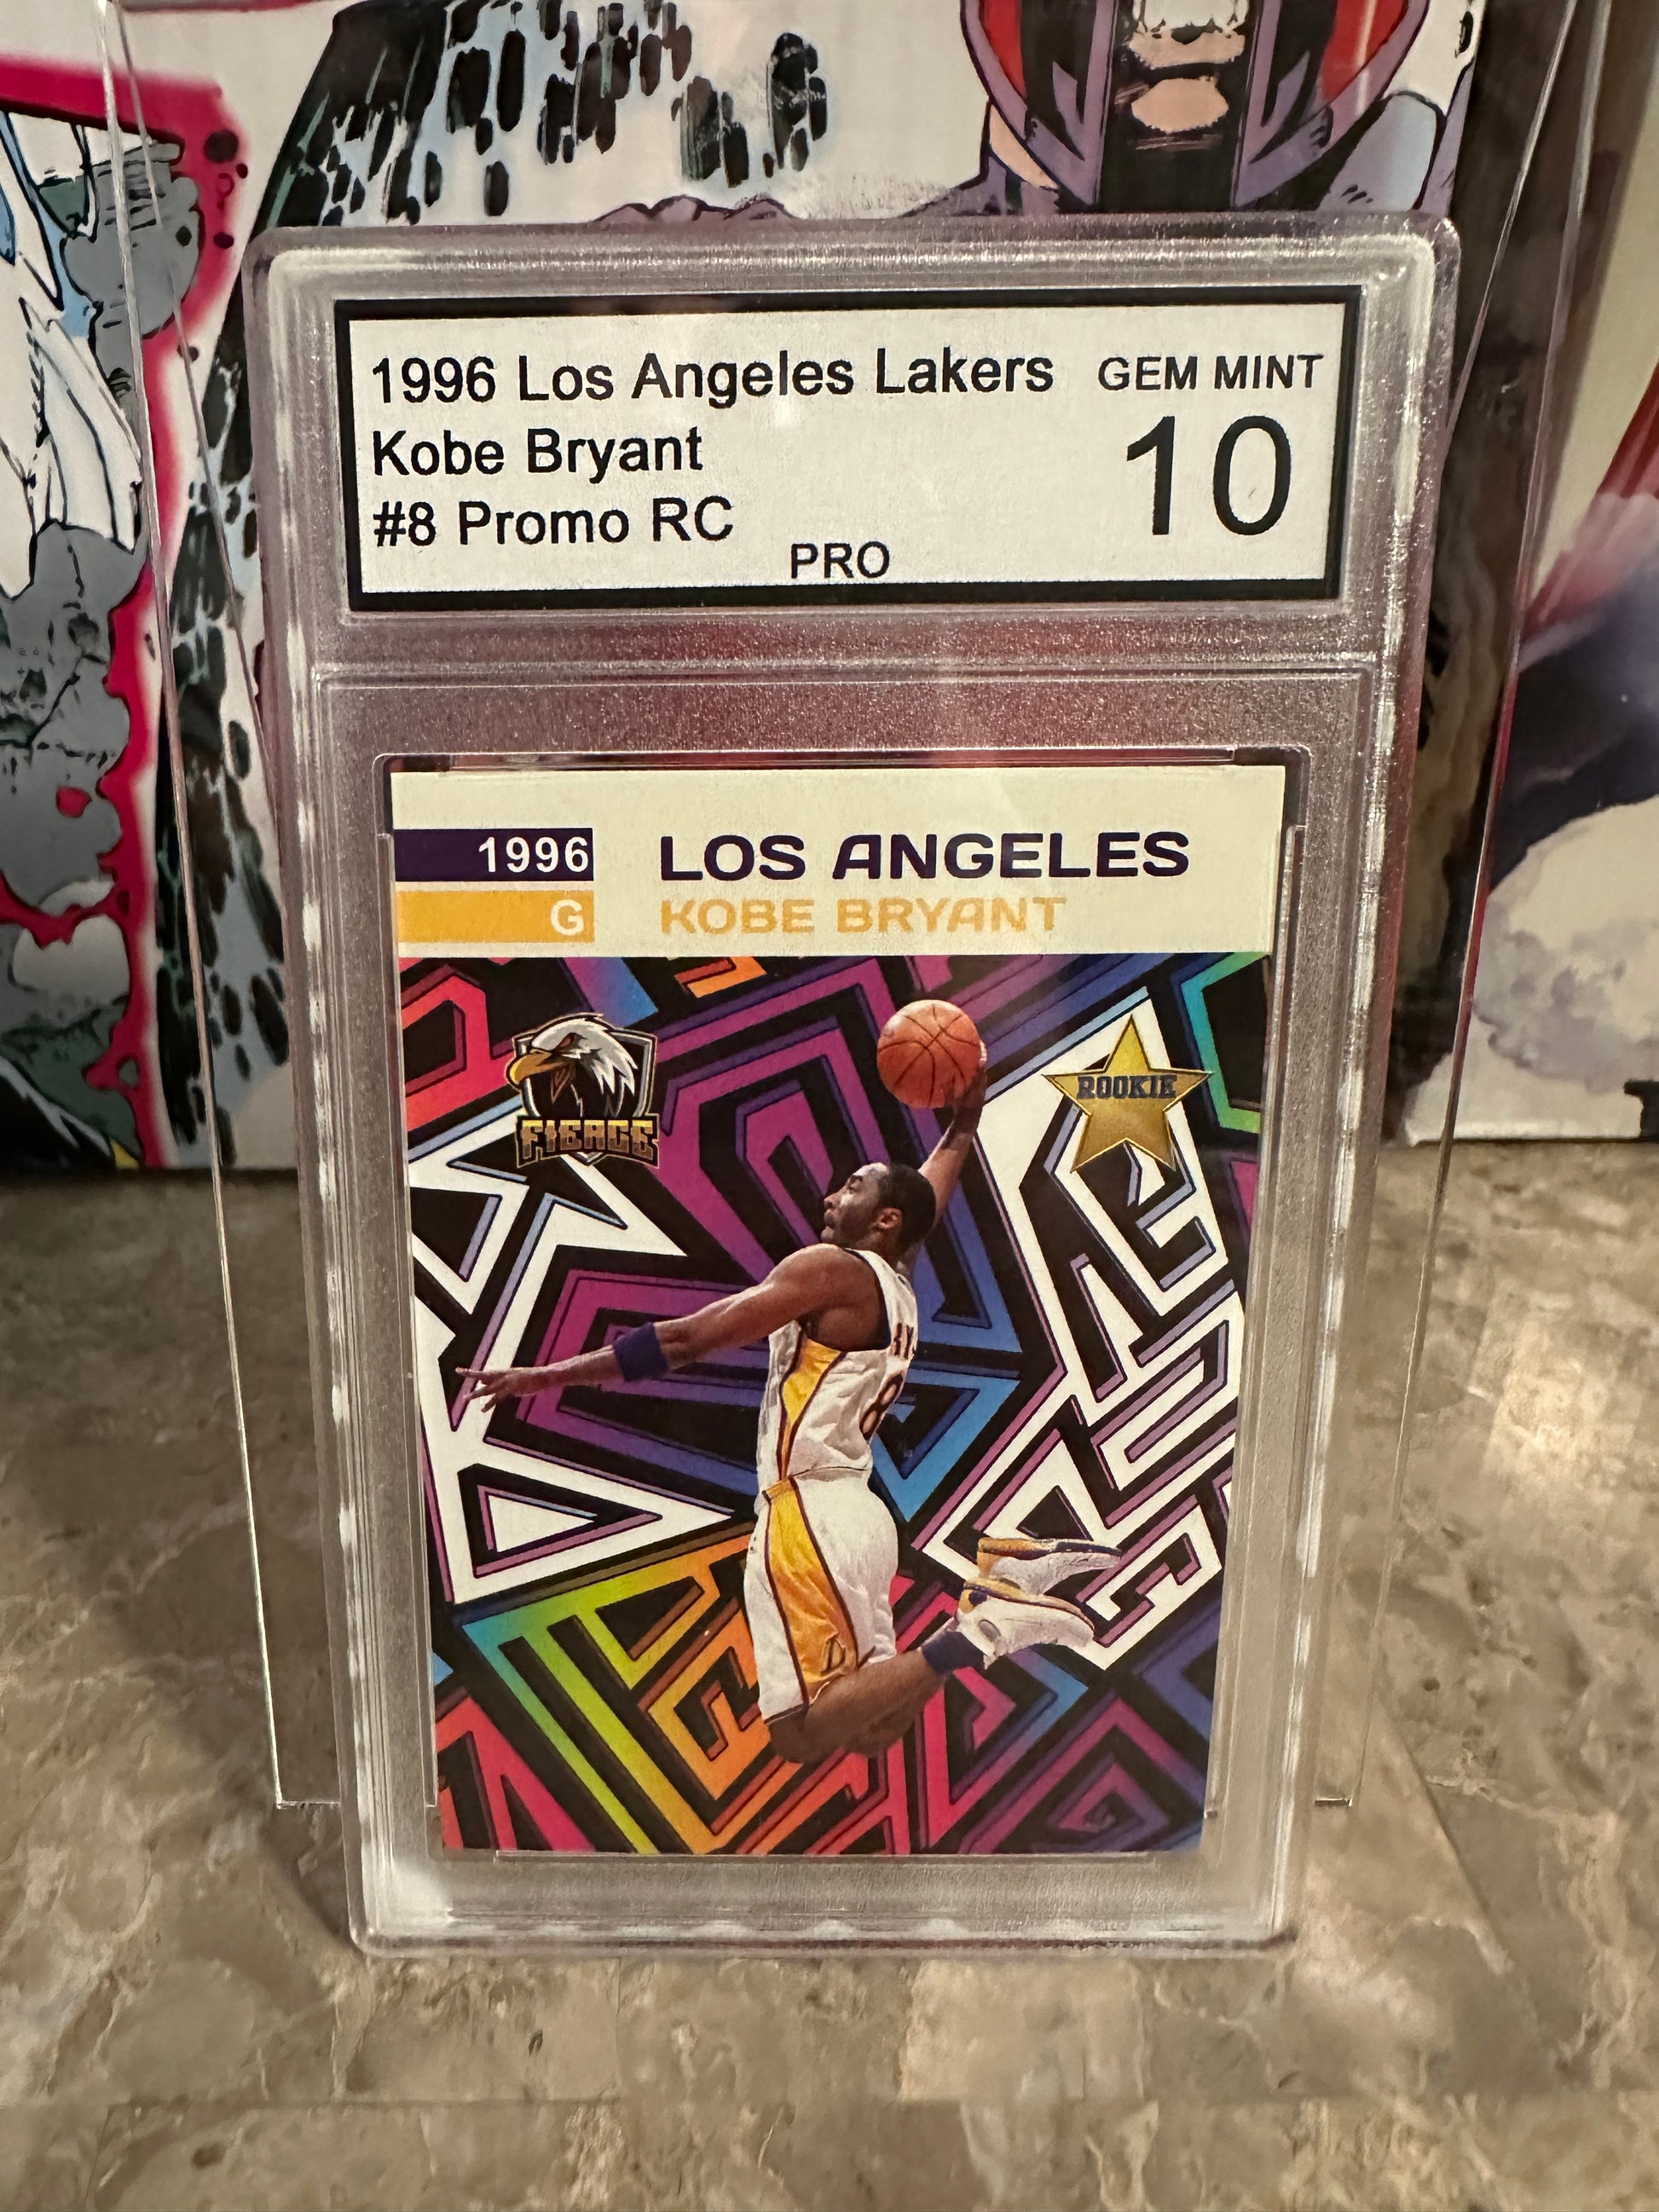 1996 Los Angeles Lakers GEM MINT
Kobe Bryant 10
#8 Promo RC
PRO
1996 LOS ANGELES
G KOBE BRYANT
FIERCE
ROOKIE
8